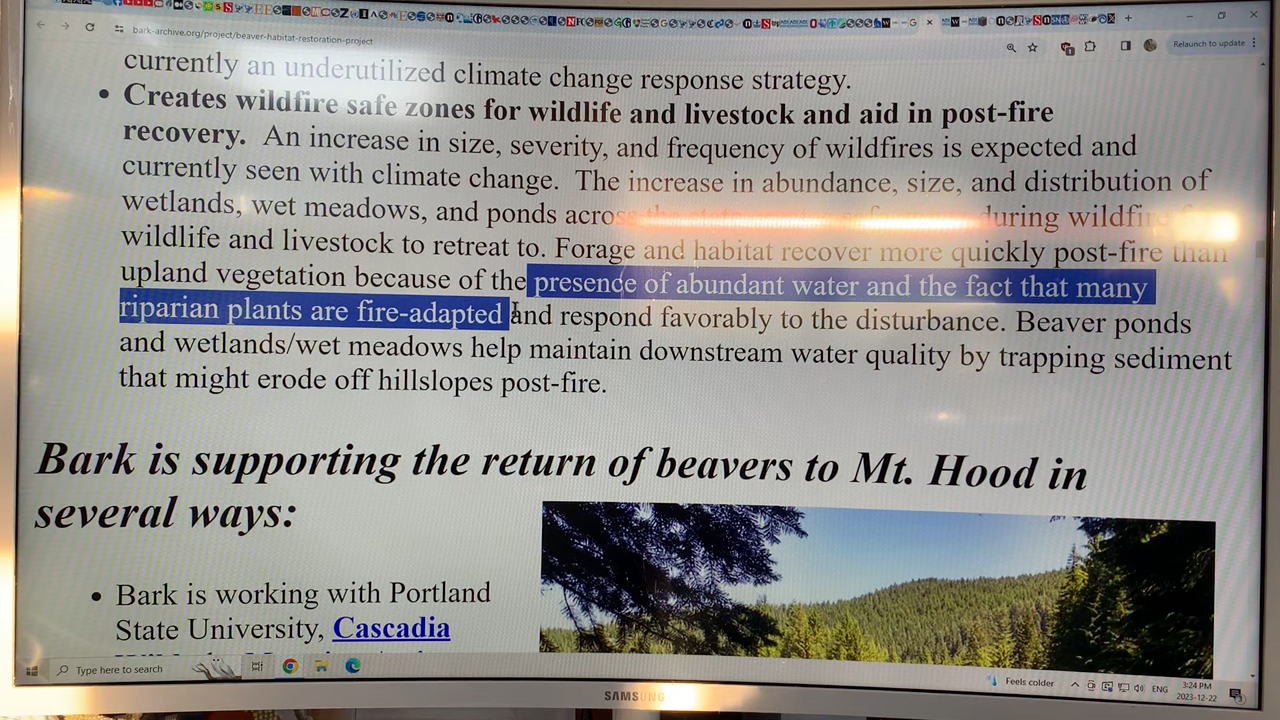 bark-archive.org/project/beaver-habitat-restoration-project
Relaunch to update
currently an underutilized climate change response strategy.
• Creates wildfire safe zones for wildlife and livestock and aid in post-fire
recovery. An increase in size, severity, and frequency of wildfires is expected and
currently seen with climate change. The increase in abundance, size, and distribution of
wetlands, wet meadows, and ponds across the state during wildfire
wildlife and livestock to retreat to. Forage and habitat recover more quickly post-fire than
upland vegetation because of the presence of abundant water and the fact that many
riparian plants are fire-adapted and respond favorably to the disturbance. Beaver ponds
and wetlands/wet meadows help maintain downstream water quality by trapping sediment
that might erode off hillslopes post-fire.
Bark is supporting the return of beavers to Mt. Hood in
several ways:
• Bark is working with Portland
State University, Cascadia
Type here to search
Feels colder
ENG
3:24 PM
2023-12-22
SAMSUNG